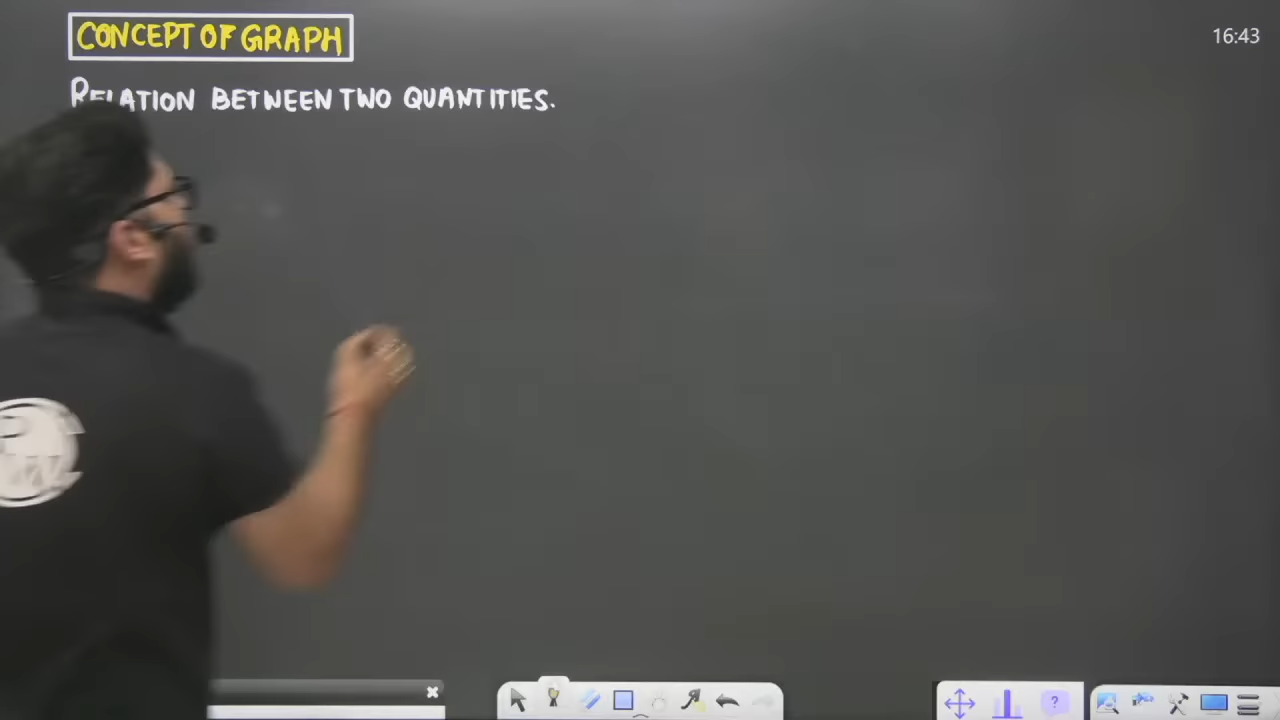 CONCEPT OF GRAPH
16:43
RELATION BETWEEN TWO QUANTITIES.
?